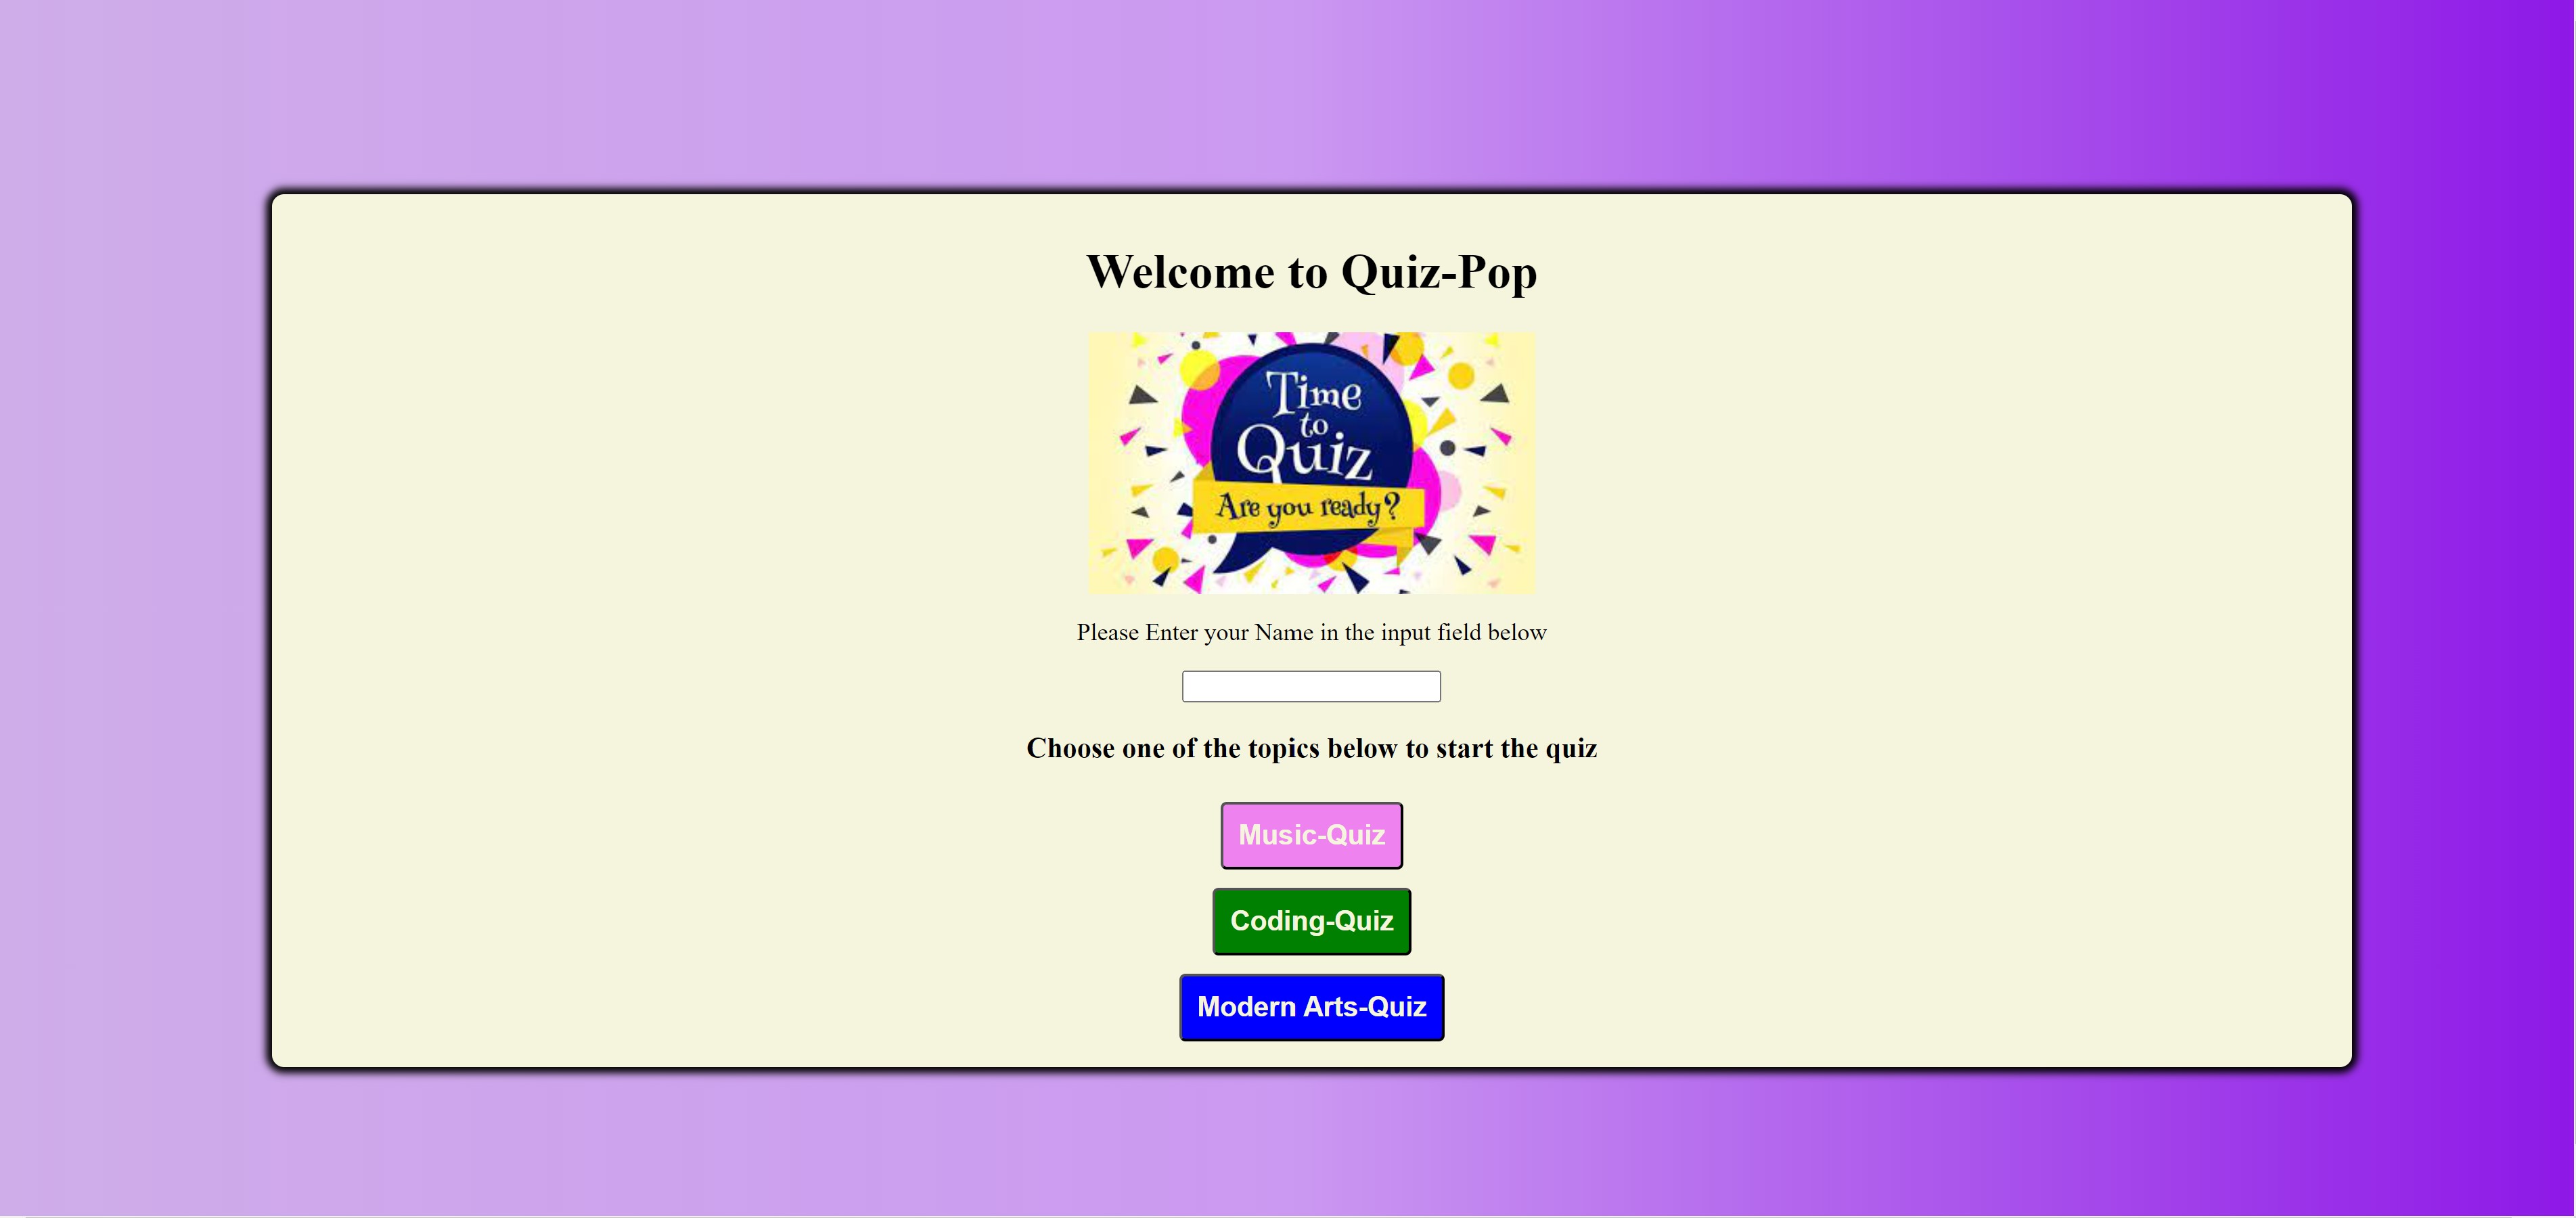 Welcome to Quiz-Pop
Time
to
Quiz
Are you ready?
Please Enter your Name in the input field below
Choose one of the topics below to start the quiz
Music-Quiz
Coding-Quiz
Modern Arts-Quiz